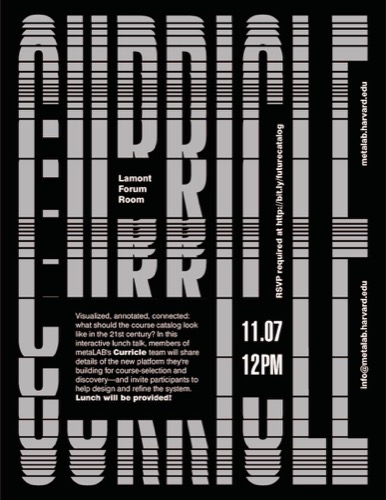 CURRICLE
Lamont
Forum
Room
RSVP required at http://bit.ly/futurecatalog
metalab.harvard.edu
Visualized, annotated, connected:
what should the course catalog look
like in the 21st century? In this
interactive lunch talk, members of
metaLAB's Curricle team will share
details of the new platform they're
building for course-selection and
discovery—and invite participants to
help design and refine the system.
Lunch will be provided!
11.07
12PM
info@metalab.harvard.edu